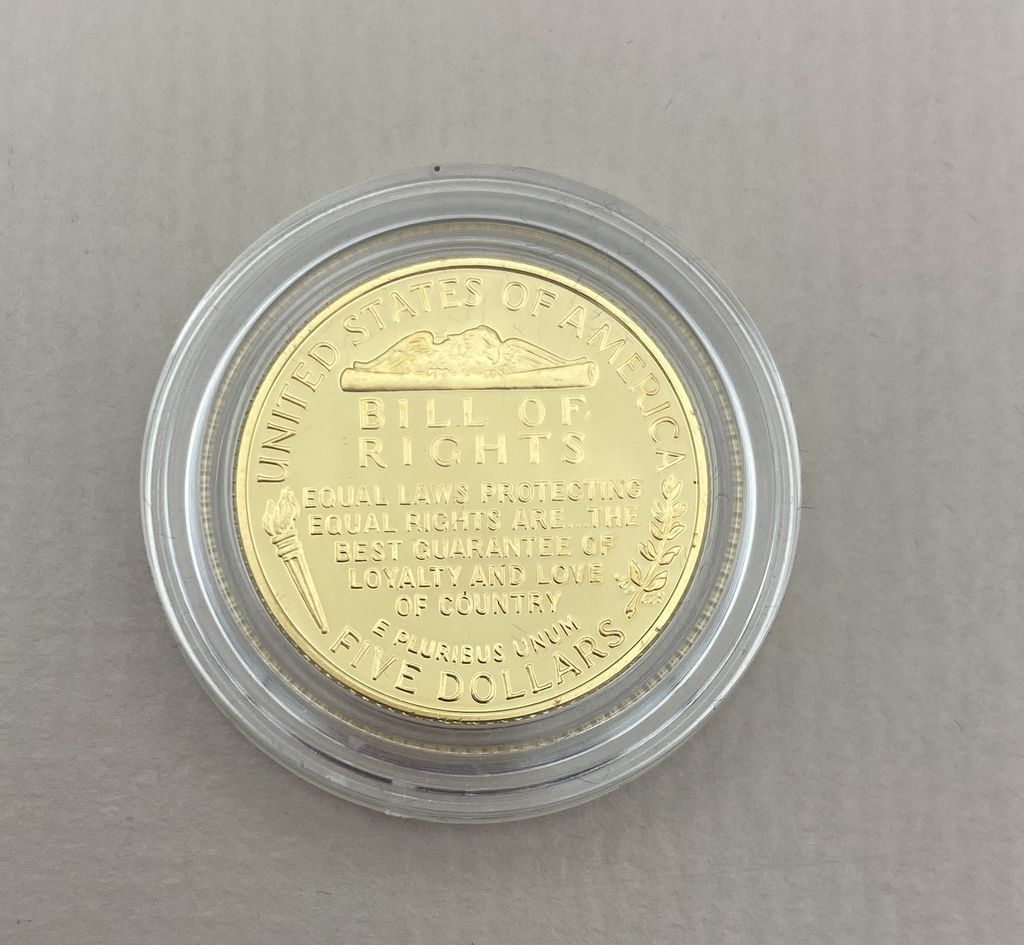 UNITED STATES OF AMERICA
BILL OF
RIGHTS
EQUAL LAWS PROTECTING
EQUAL RIGHTS ARE...THE
BEST GUARANTEE OF
LOYALTY AND LOVE
OF COUNTRY
E PLURIBUS UNUM
FIVE DOLLARS